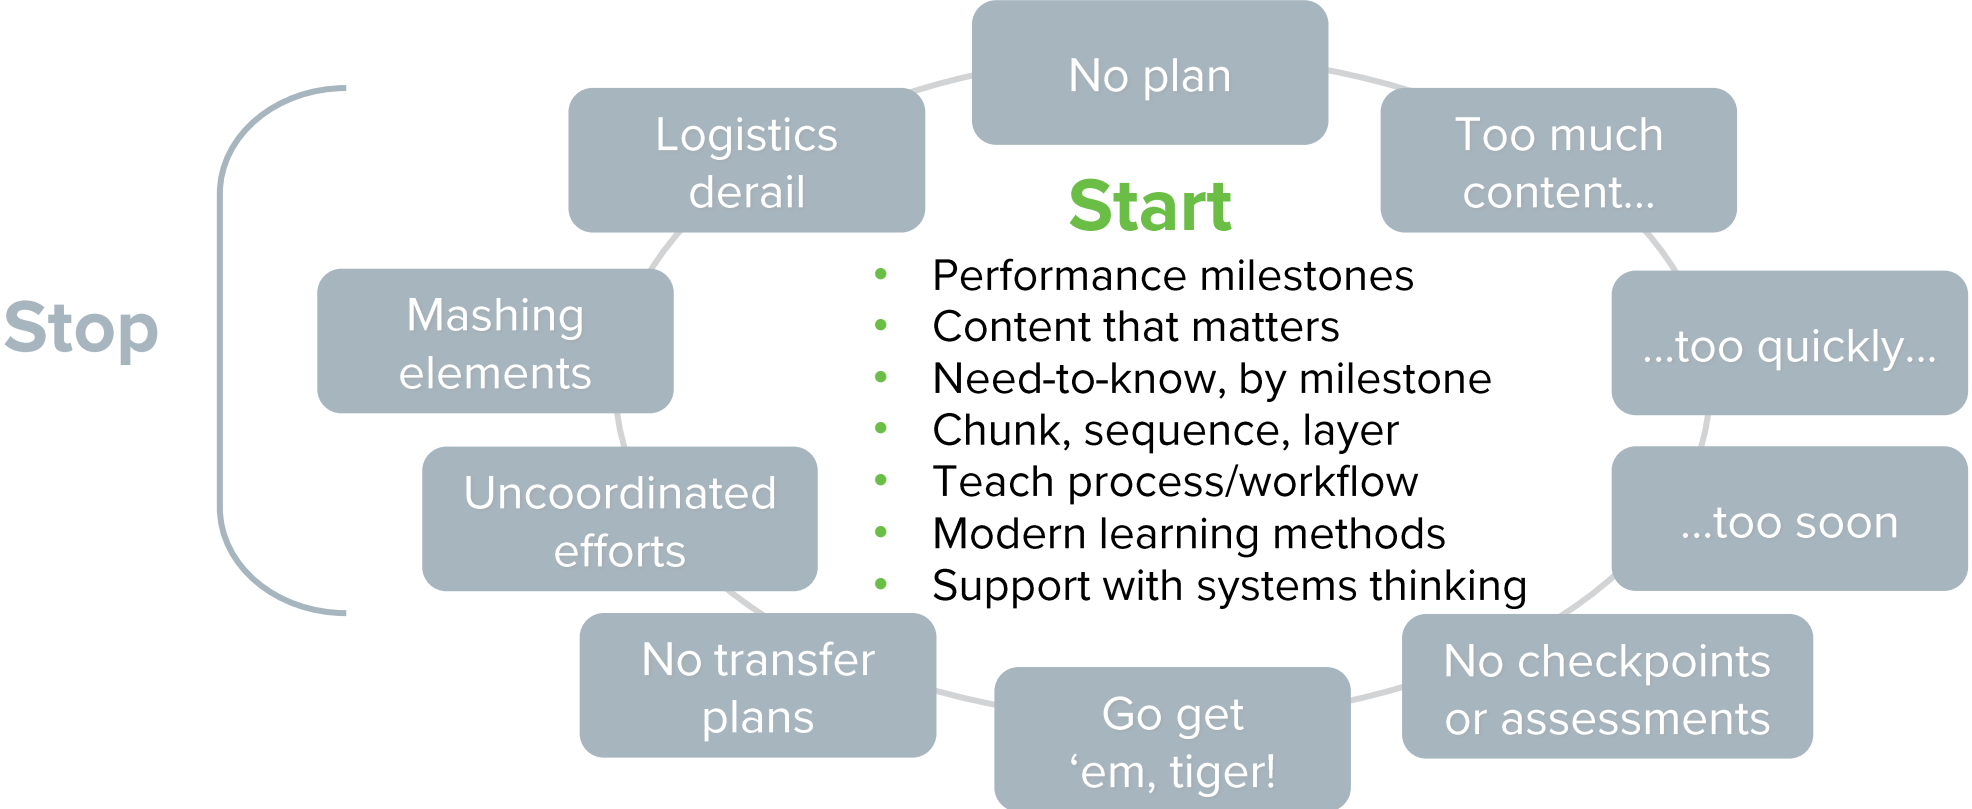 No plan
Logistics
derail
Too much
content...
Start
Stop
Mashing
elements
• Performance milestones
• Content that matters
• Need-to-know, by milestone
• Chunk, sequence, layer
• Teach process/workflow
• Modern learning methods
• Support with systems thinking
...too quickly...
Uncoordinated
efforts
...too soon
No transfer
plans
Go get
‘em, tiger!
No checkpoints
or assessments